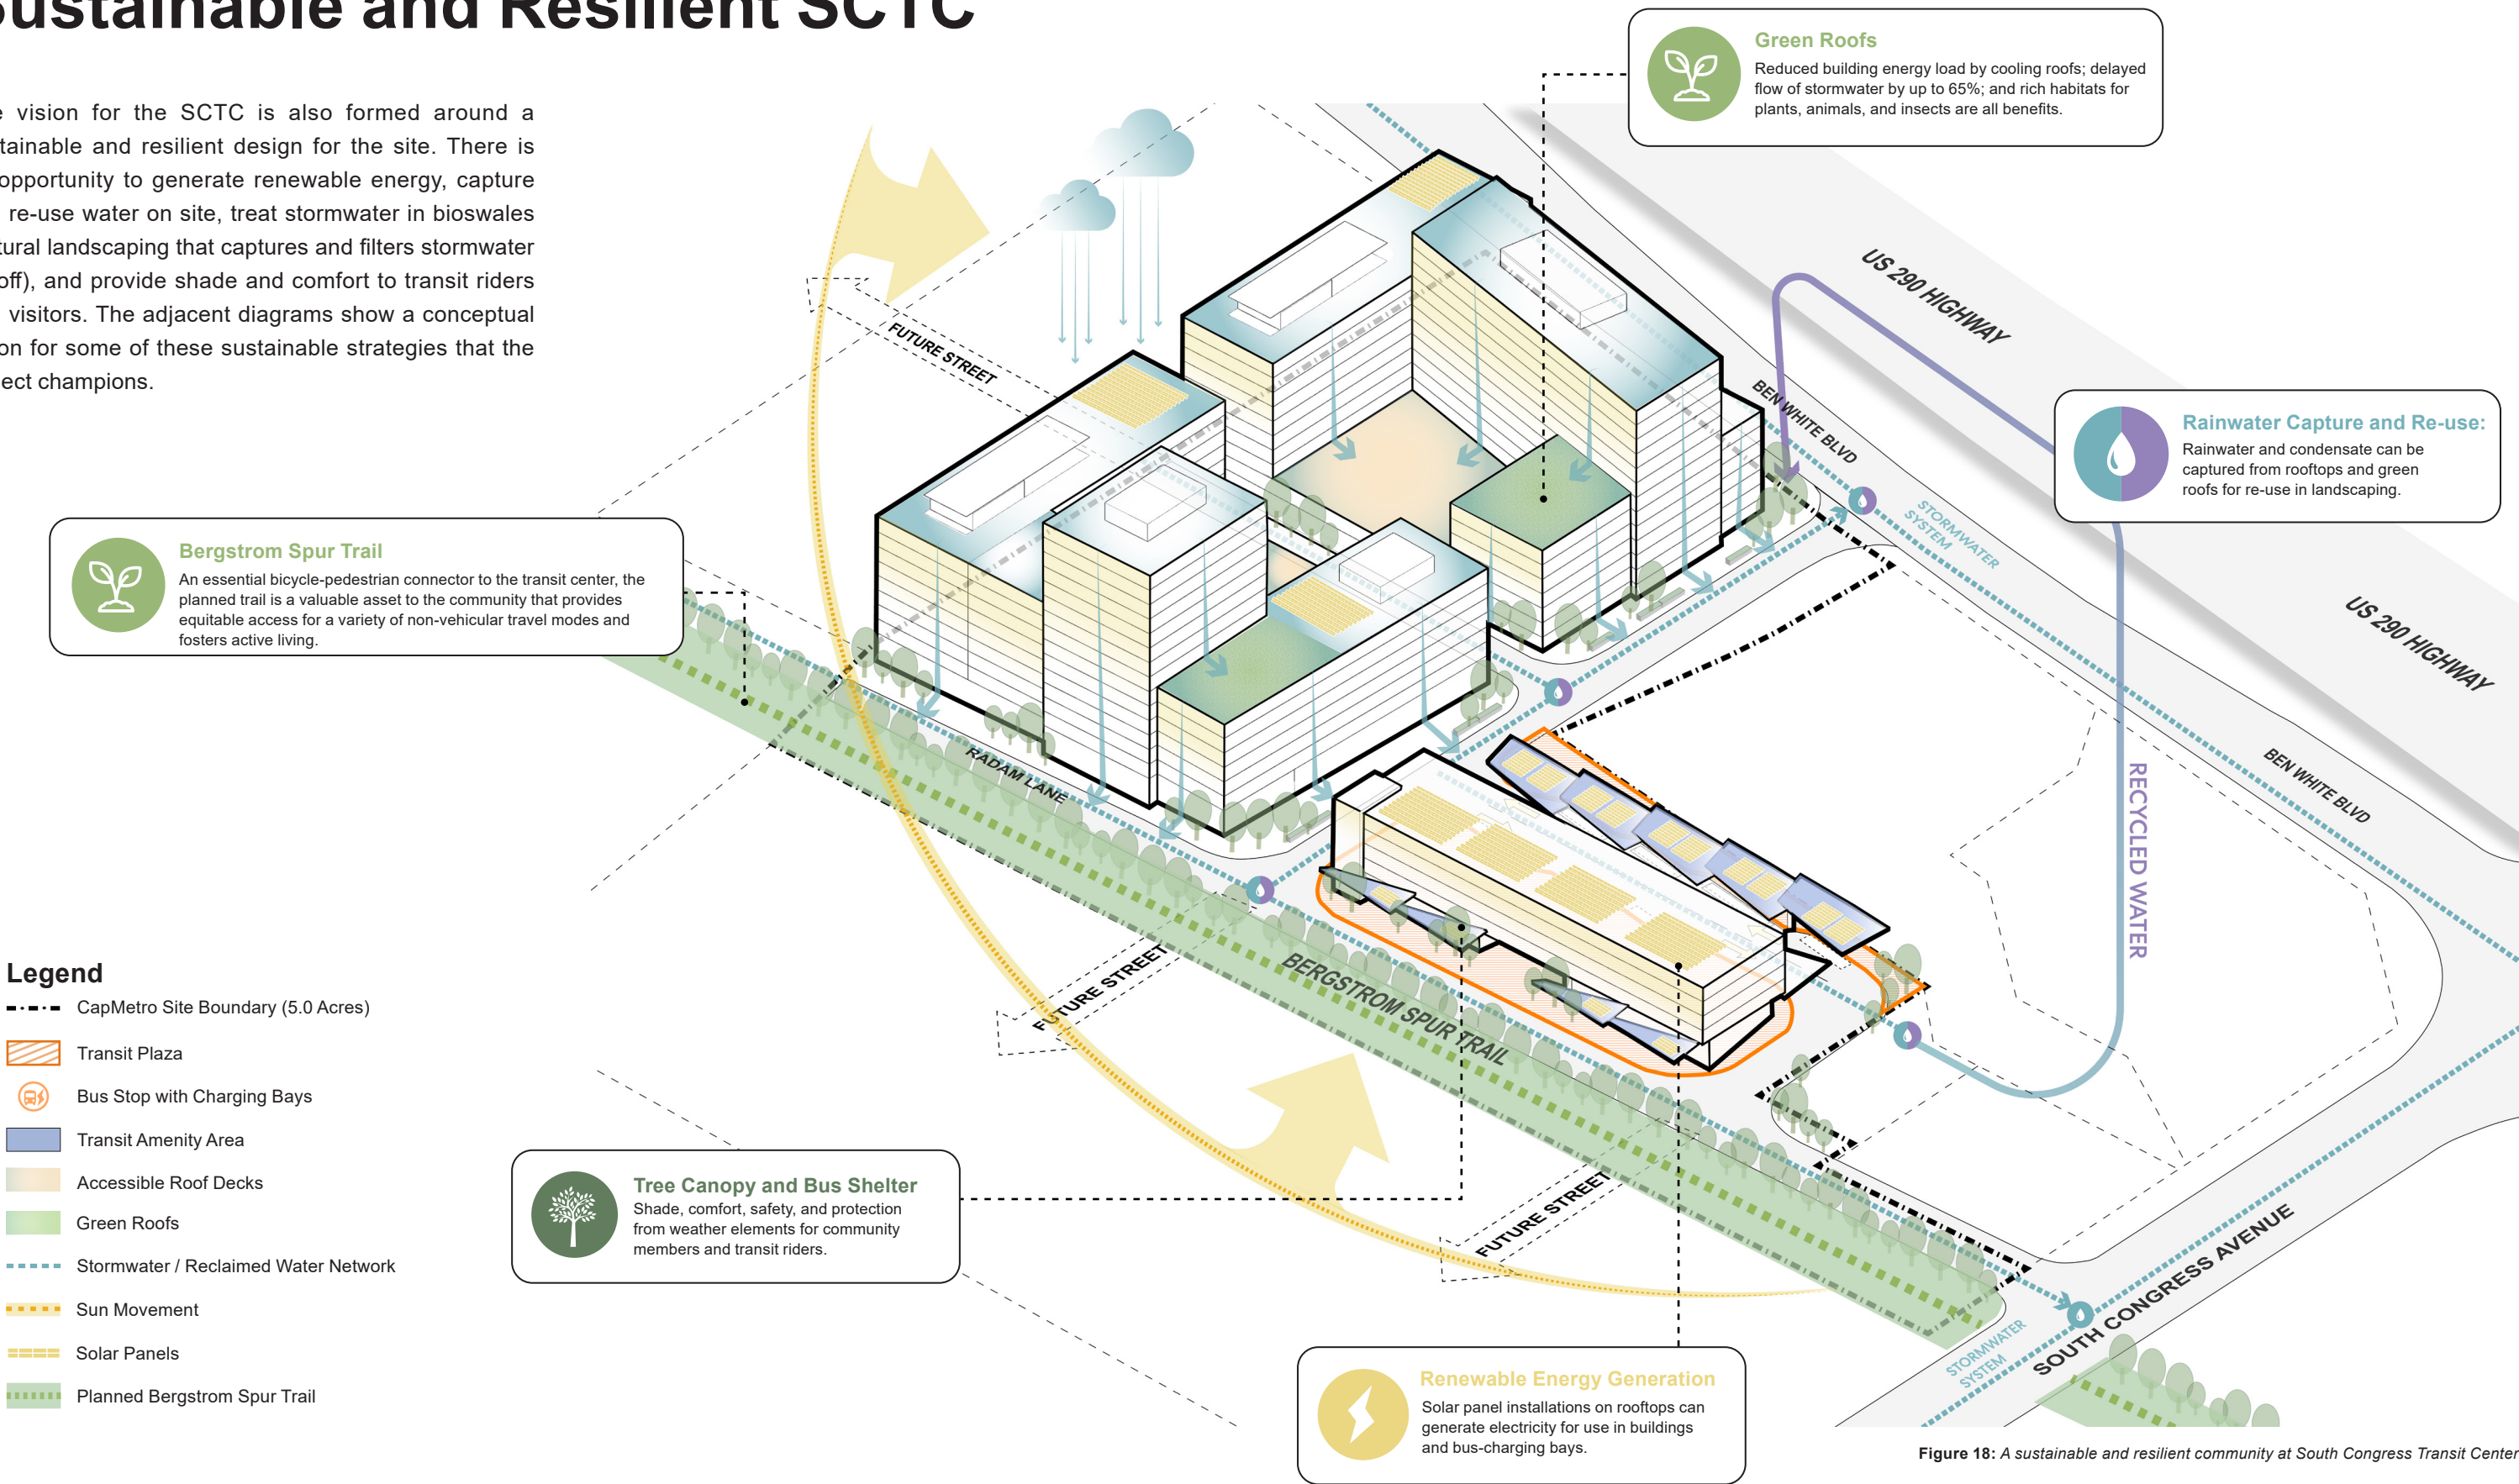 Sustainable and Resilient SCTC
vision for the SCTC is also formed around a
tainable and resilient design for the site. There is
opportunity to generate renewable energy, capture
re-use water on site, treat stormwater in bioswales
tural landscaping that captures and filters stormwater
off), and provide shade and comfort to transit riders
visitors. The adjacent diagrams show a conceptual
on for some of these sustainable strategies that the
ject champions.
Green Roofs
Reduced building energy load by cooling roofs; delayed
flow of stormwater by up to 65%; and rich habitats for
plants, animals, and insects are all benefits.
US 290 HIGHWAY
FUTURE STREET
BEN WHITE BLVD
Rainwater Capture and Re-use:
Rainwater and condensate can be
captured from rooftops and green
roofs for re-use in landscaping.
STORMWATER
SYSTEM
Bergstrom Spur Trail
An essential bicycle-pedestrian connector to the transit center, the
planned trail is a valuable asset to the community that provides
equitable access for a variety of non-vehicular travel modes and
fosters active living.
US 290 HIGHWAY
RADAM LANE
BEN WHITE BLVD
RECYCLED WATER
FUTURE STREET
BERGSTROM SPUR TRAIL
Legend
CapMetro Site Boundary (5.0 Acres)
Transit Plaza
Bus Stop with Charging Bays
Transit Amenity Area
Accessible Roof Decks
Green Roofs
Stormwater / Reclaimed Water Network
Sun Movement
Solar Panels
Planned Bergstrom Spur Trail
Tree Canopy and Bus Shelter
Shade, comfort, safety, and protection
from weather elements for community
members and transit riders.
FUTURE STREET
SOUTH CONGRESS AVENUE
STORMWATER
SYSTEM
Renewable Energy Generation
Solar panel installations on rooftops can
generate electricity for use in buildings
and bus-charging bays.
Figure 18: A sustainable and resilient community at South Congress Transit Center